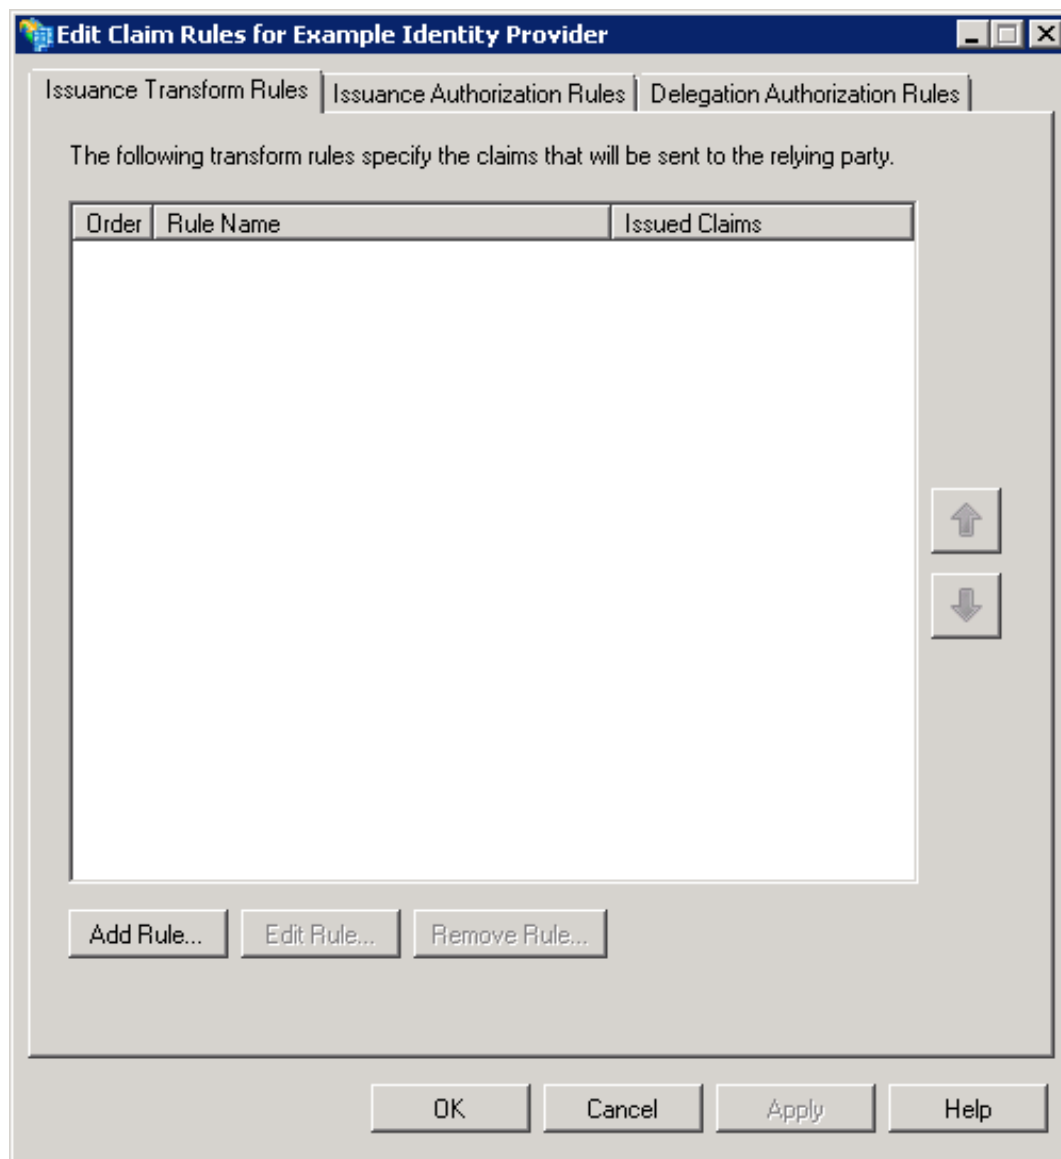 Edit Claim Rules for Example Identity Provider
Issuance Transform Rules Issuance Authorization Rules Delegation Authorization Rules
The following transform rules specify the claims that will be sent to the relying party.
Order Rule Name Issued Claims
Add Rule... Edit Rule... Remove Rule...
OK Cancel Apply Help